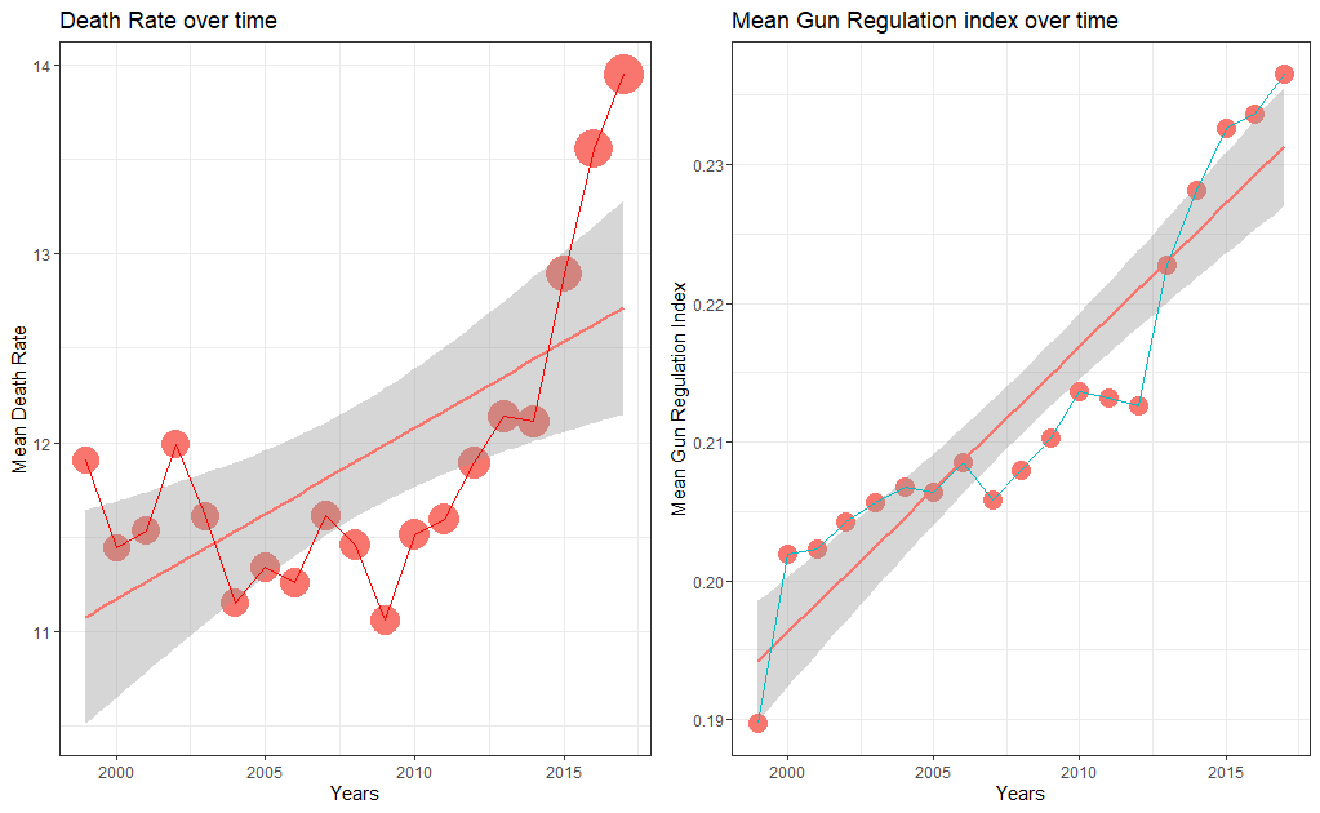 Death Rate over time
Mean Death Rate
14
13
12
11
2000
2005
2010
2015
Years
Mean Gun Regulation index over time
Mean Gun Regulation Index
0.23
0.22
0.21
0.20
0.19
2000
2005
2010
2015
Years